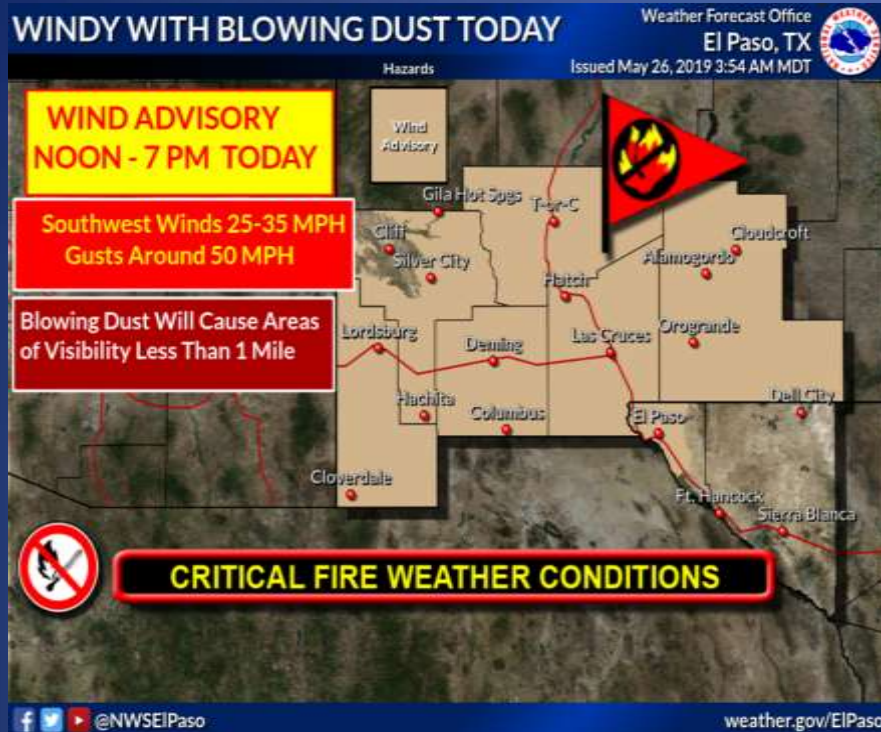 WINDY WITH BLOWING DUST TODAY
Weather Forecast Office
El Paso, TX
Issued May 26, 2019 3:54 AM MDT
Hazards
WIND ADVISORY
NOON - 7 PM TODAY
Wind
Advisory
Southwest Winds 25-35 MPH
Gusts Around 50 MPH
Blowing Dust Will Cause Areas
of Visibility Less Than 1 Mile
Gila Hot Spgs
T-or-C
Cliff
Cloudcroft
Silver City
Alamogordo
Hatch
Lordsburg
Deming
Las Cruces
Orogrande
Hachita
Columbus
El Paso
Dell City
Cloverdale
Ft. Hancock
Sierra Blanca
CRITICAL FIRE WEATHER CONDITIONS
@NWSElPaso
weather.gov/ElPaso